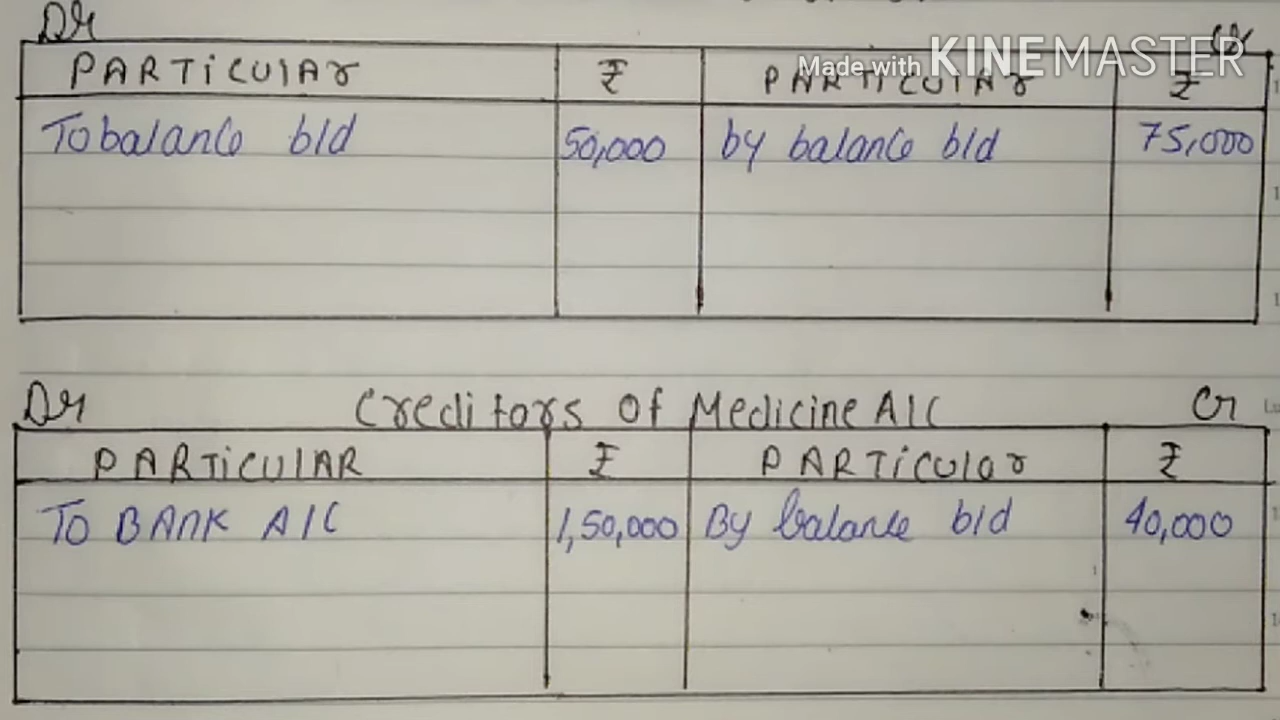 Dr Cr
Made with KINEMASTER
PARTICULAR ₹ PARTICULAR ₹
To balance b/d 50,000 by balance b/d 75,000
Dr Creditors Of Medicine A/C Cr
PARTICULAR ₹ PARTICULAR ₹
To BANK A/C 1,50,000 By balance b/d 40,000